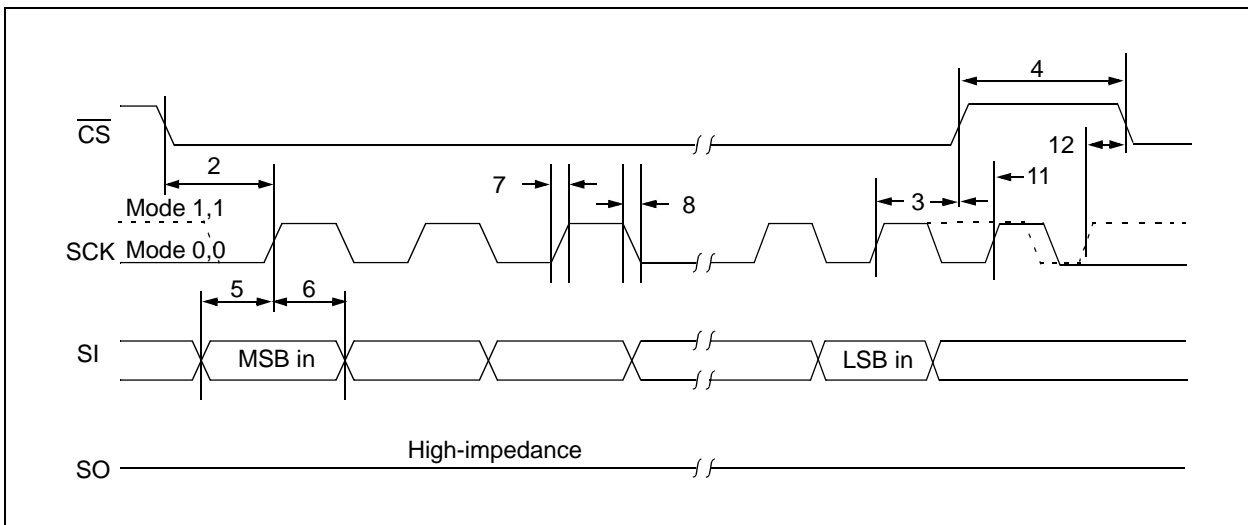 4
CS
12
2
7
8
3
11
Mode 1,1
SCK Mode 0,0
5
6
SI
MSB in
LSB in
High-impedance
SO